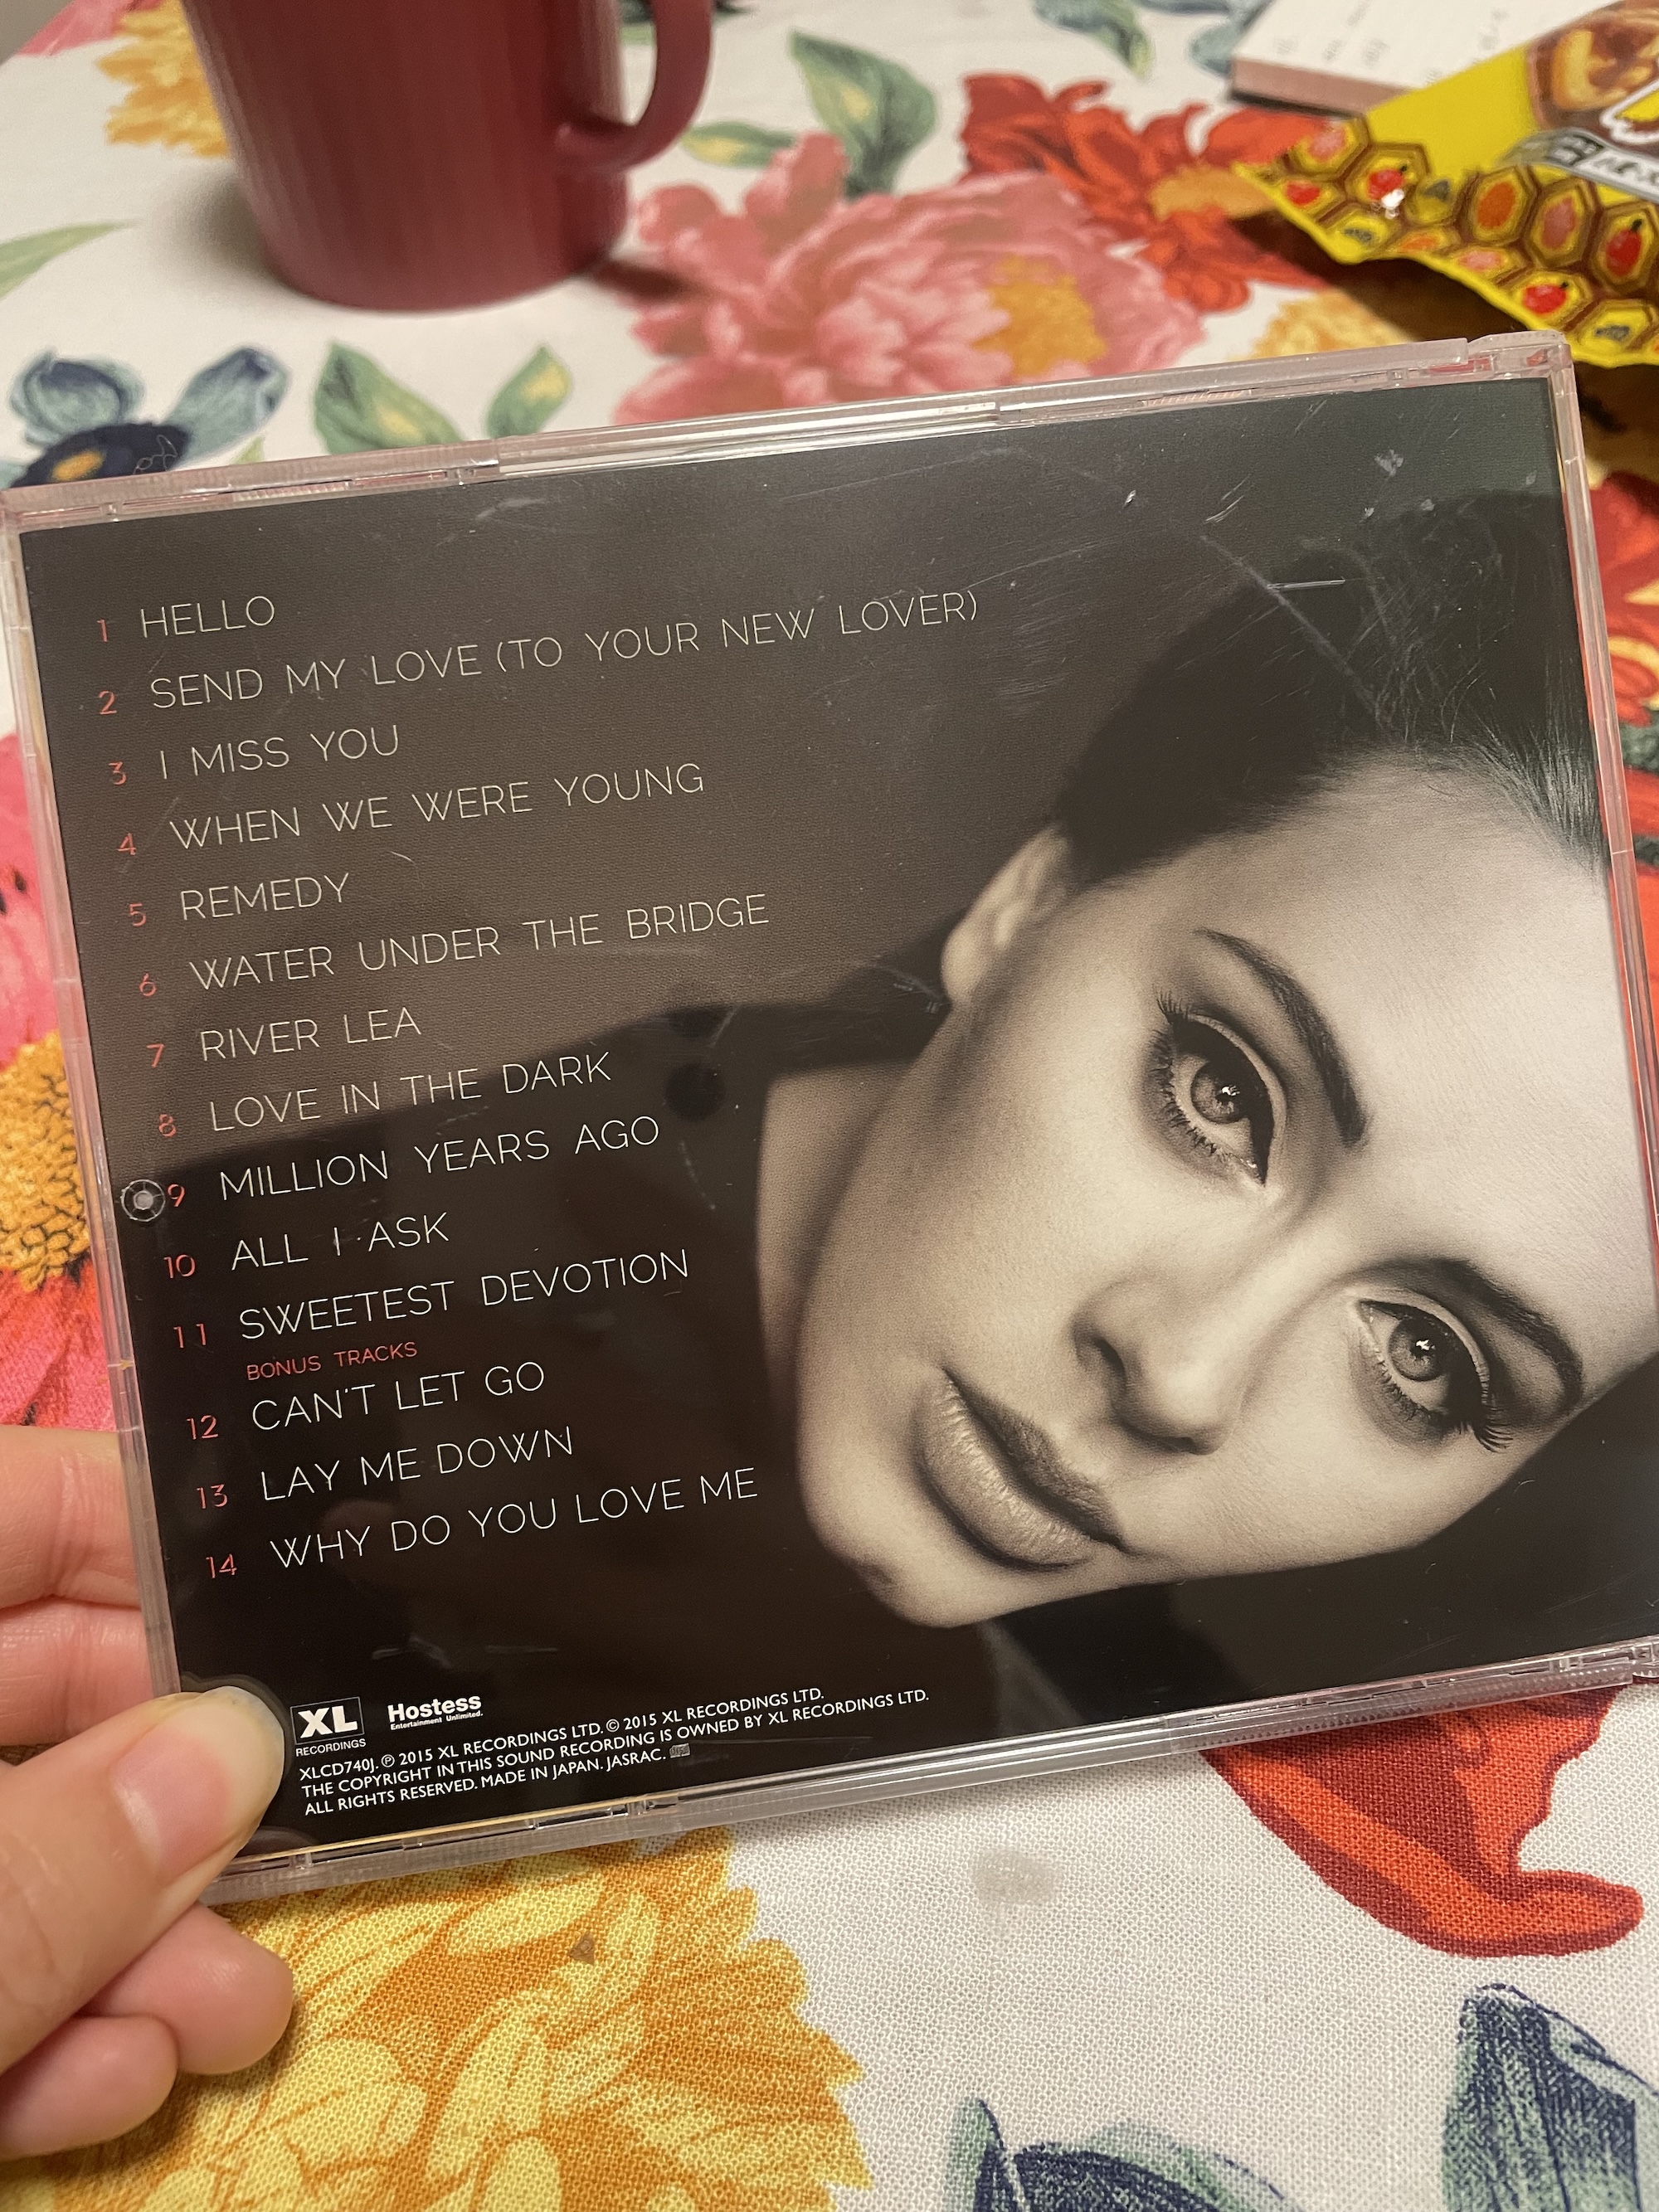 1 HELLO
2 SEND MY LOVE (TO YOUR NEW LOVER)
3 I MISS YOU
4 WHEN WE WERE YOUNG
5 REMEDY
6 WATER UNDER THE BRIDGE
7 RIVER LEA
8 LOVE IN THE DARK
9 MILLION YEARS AGO
10 ALL I ASK
11 SWEETEST DEVOTION
BONUS TRACKS
12 CAN'T LET GO
13 LAY ME DOWN
14 WHY DO YOU LOVE ME
XL
RECORDINGS
Hostess
Entertainment Unlimited.
XLCD740J. ℗ 2015 XL RECORDINGS LTD. © 2015 XL RECORDINGS LTD.
THE COPYRIGHT IN THIS SOUND RECORDING IS OWNED BY XL RECORDINGS LTD.
ALL RIGHTS RESERVED. MADE IN JAPAN. JASRAC.